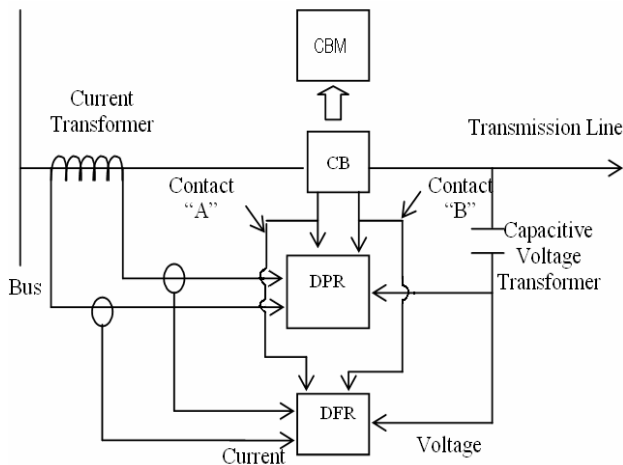 CBM
Current
Transformer
Transmission Line
CB
Contact
"A"
Contact
"B"
Capacitive
Voltage
Transformer
Bus
DPR
DFR
Current
Voltage